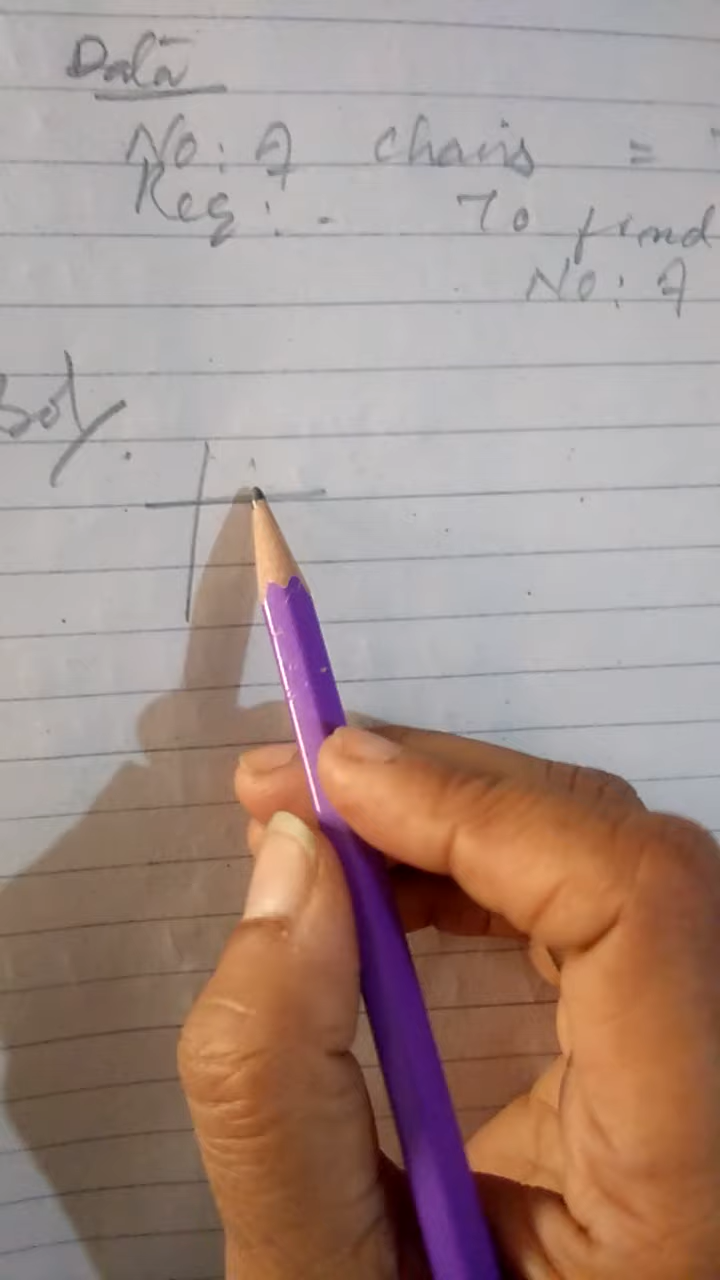 Data
No: of chairs =
Req: - To find
No: of
Sol.